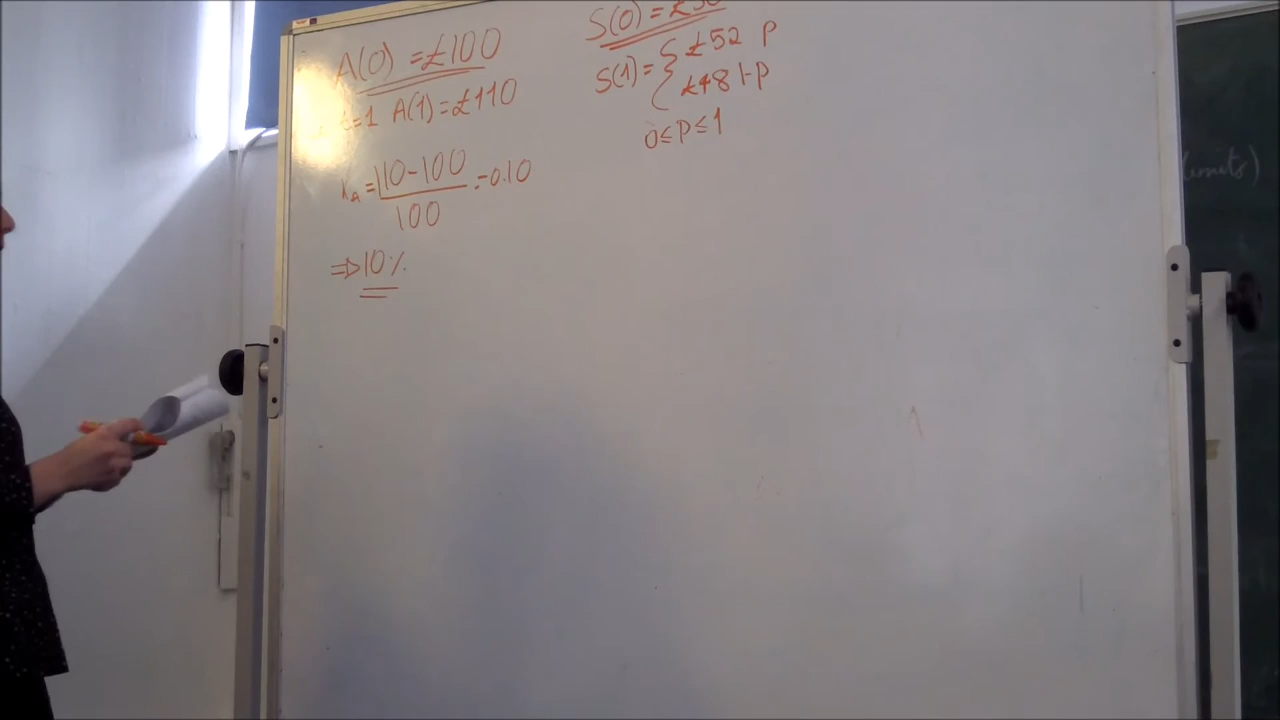 A(0) = £100
t=1 A(1) = £110
K_A = 110-100 / 100 = 0.10
⇒ 10%
S(0) = £50
S(1) = { £52 p
£48 1-p
0 ≤ p ≤ 1